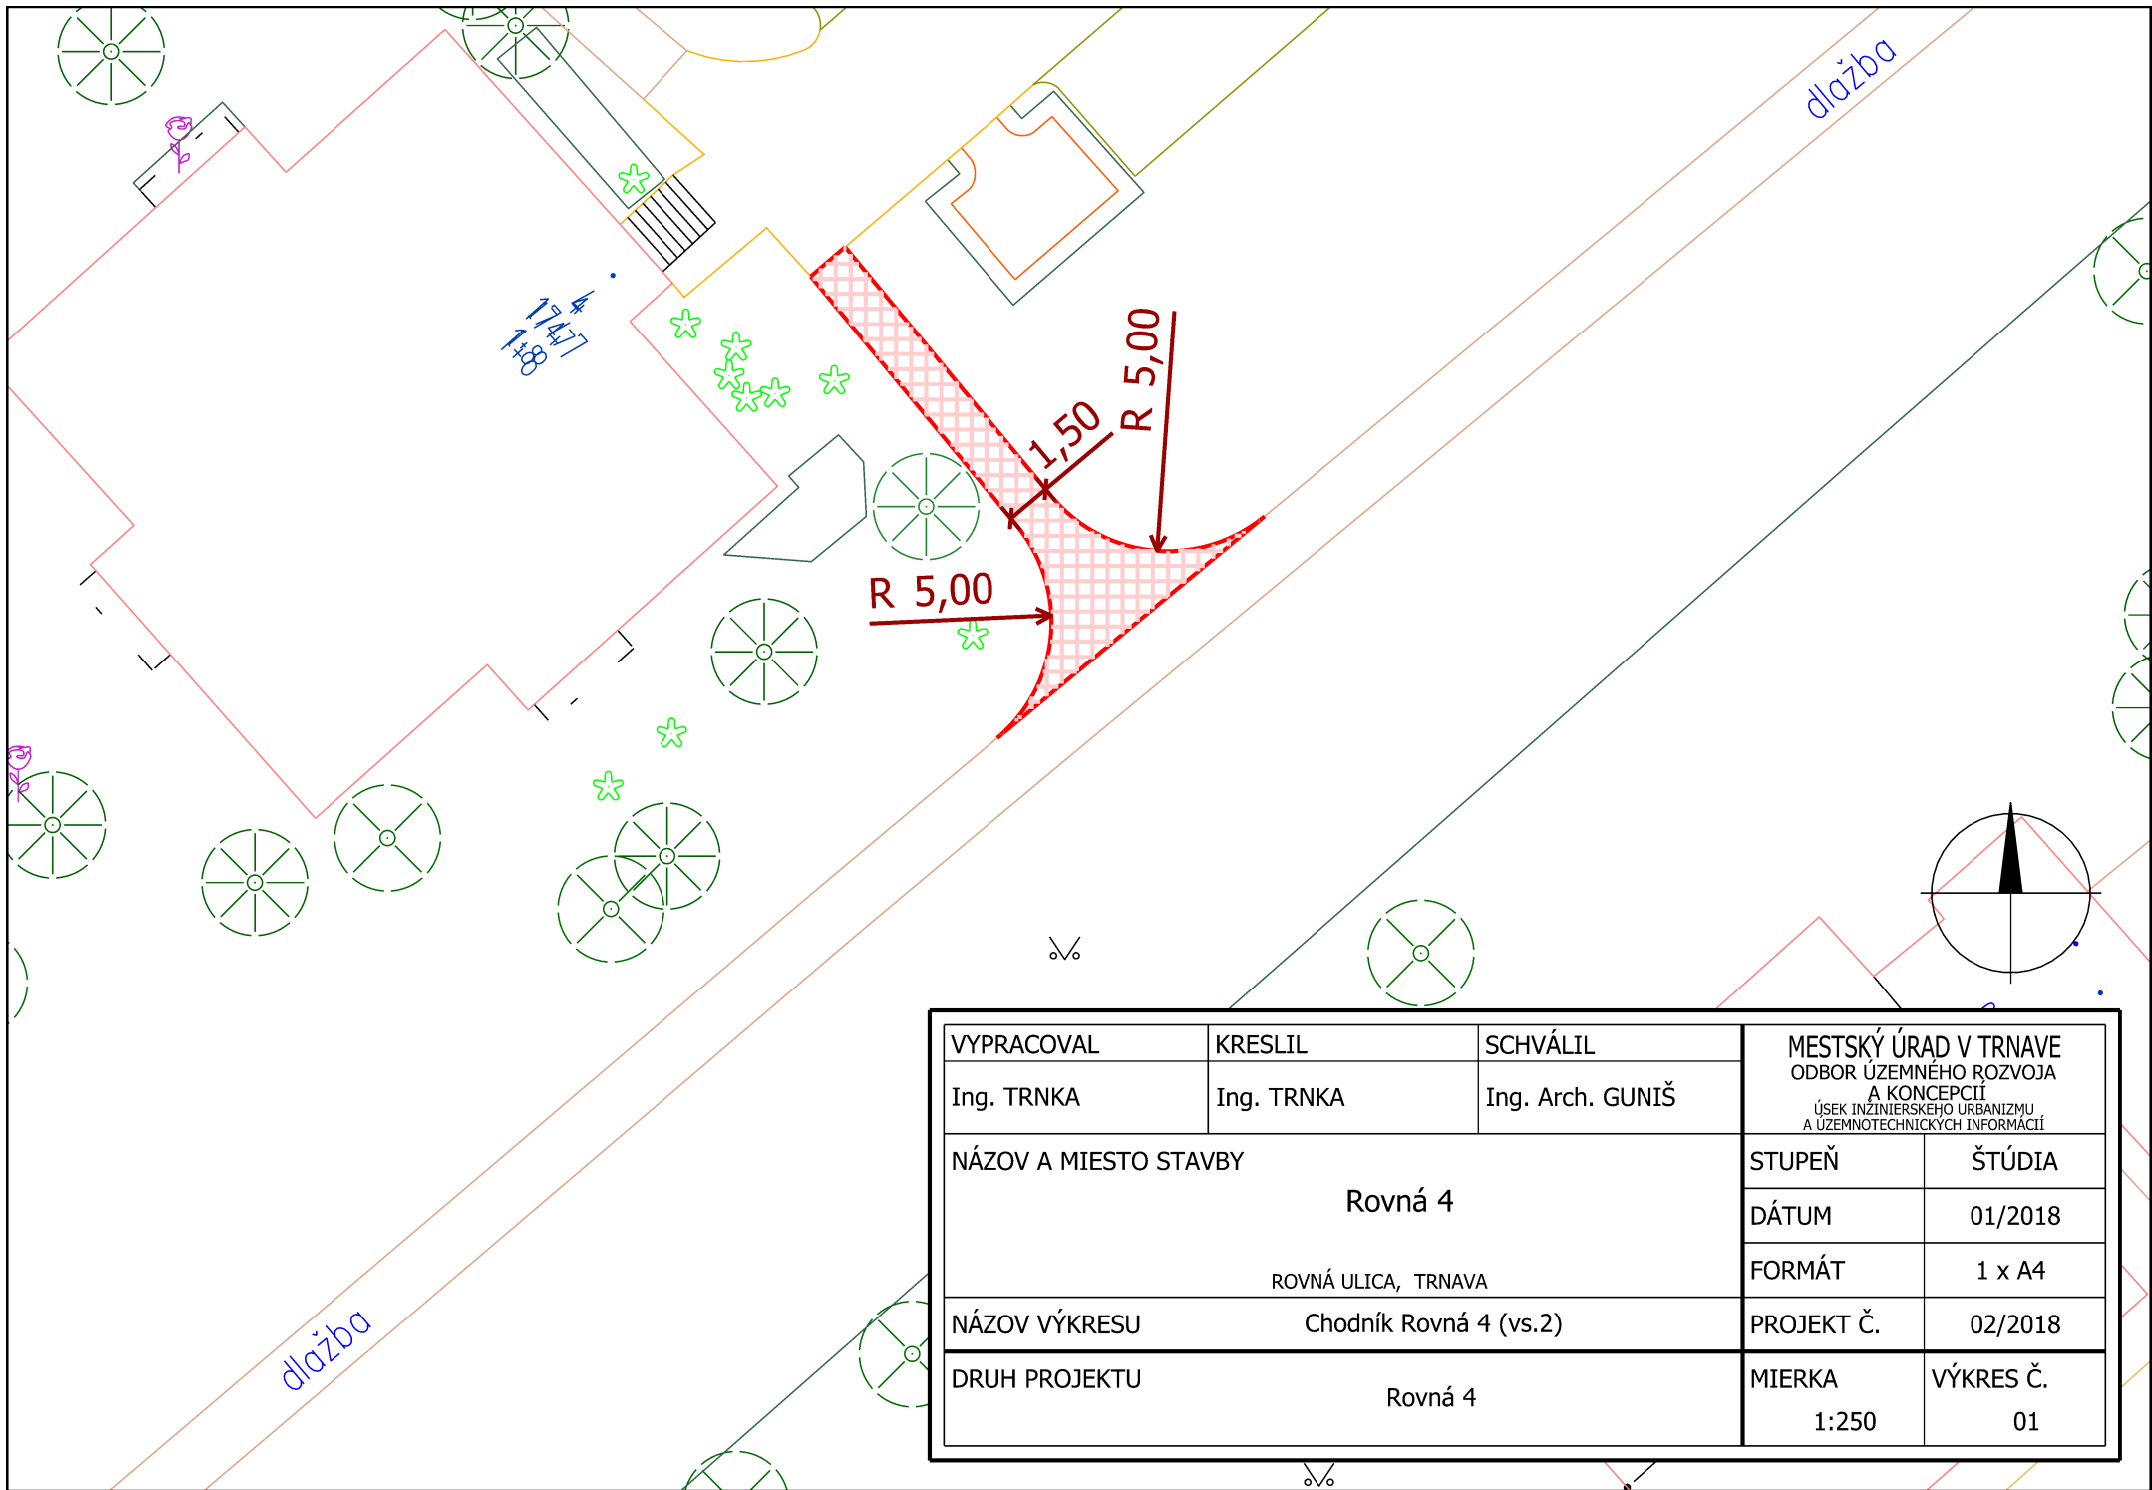 dlažba
1747
4
R 5,00
1,50
R 5,00
dlažba
VYPRACOVAL
KRESLIL
SCHVÁLIL
Ing. TRNKA
Ing. TRNKA
Ing. Arch. GUNIŠ
MESTSKÝ ÚRAD V TRNAVE
ODBOR ÚZEMNÉHO ROZVOJA
A KONCEPCIÍ
ÚSEK INŽINIERSKEHO URBANIZMU
A ÚZEMNOTECHNICKÝCH INFORMÁCIÍ
NÁZOV A MIESTO STAVBY
Rovná 4
ROVNÁ ULICA, TRNAVA
STUPEŇ
ŠTÚDIA
DÁTUM
01/2018
FORMÁT
1 x A4
NÁZOV VÝKRESU
Chodník Rovná 4 (vs.2)
PROJEKT Č.
02/2018
DRUH PROJEKTU
Rovná 4
MIERKA
1:250
VÝKRES Č.
01